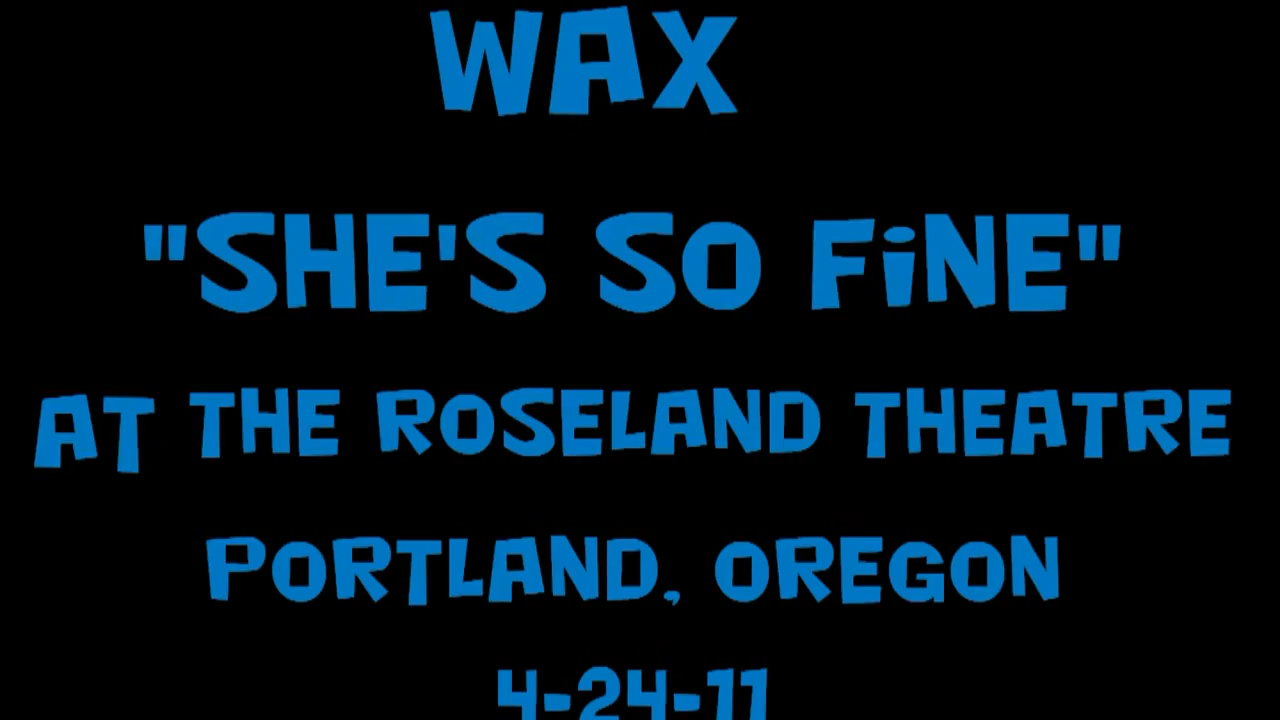 WAX
"SHE'S SO FiNE"
AT THE ROSELAND THEATRE
PORTLAND, OREGON
4-24-11